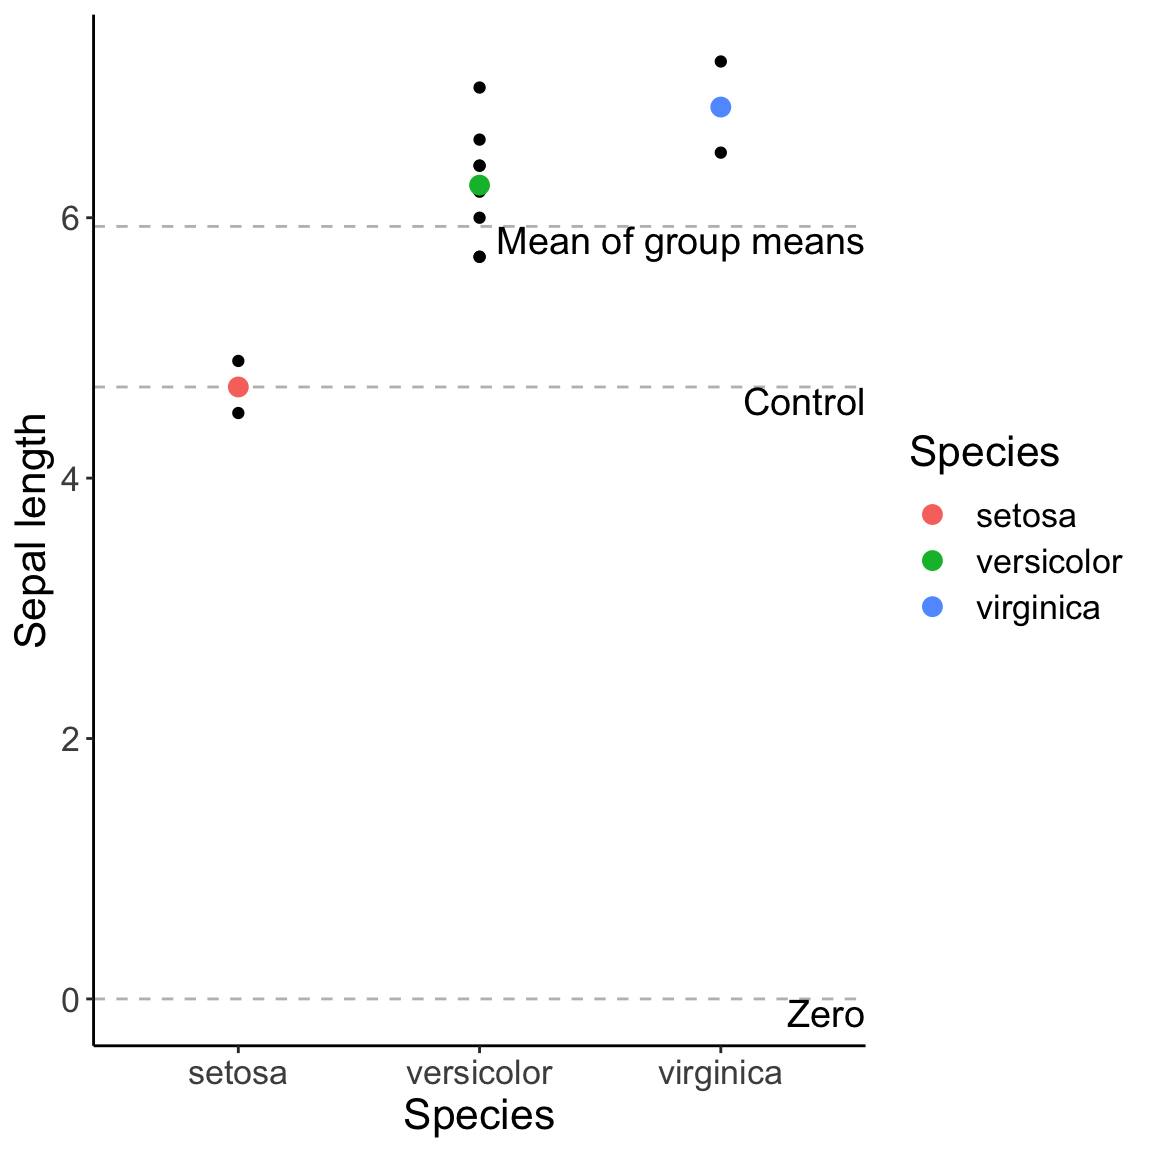 Sepal length
6
4
2
0
Mean of group means
Control
Zero
setosa
versicolor
virginica
Species
Species
setosa
versicolor
virginica